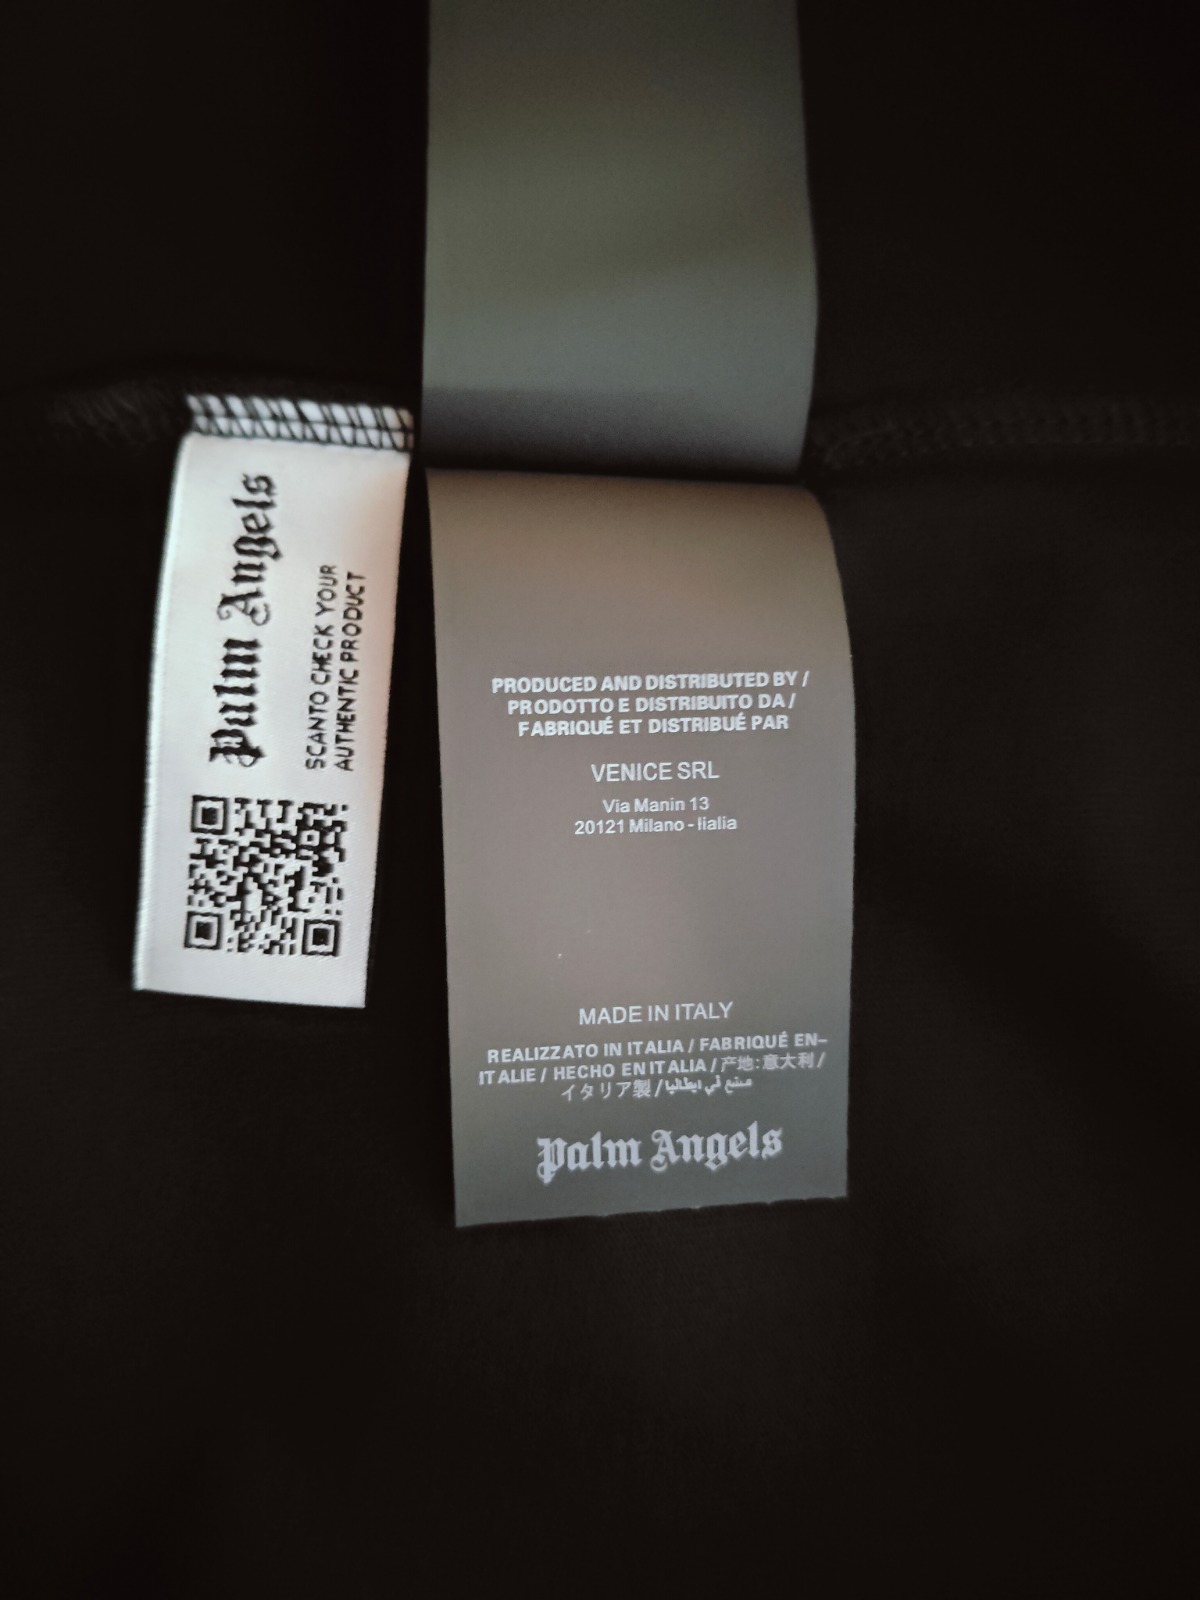 Palm Angels
SCANTO CHECK YOUR
AUTHENTIC PRODUCT
PRODUCED AND DISTRIBUTED BY /
PRODOTTO E DISTRIBUITO DA /
FABRIQUÉ ET DISTRIBUÉ PAR
VENICE SRL
Via Manin 13
20121 Milano - Iialia
MADE IN ITALY
REALIZZATO IN ITALIA / FABRIQUÉ EN-
ITALIE / HECHO EN ITALIA / 产地:意大利 /
イタリア製 / صنع في ايطاليا
Palm Angels